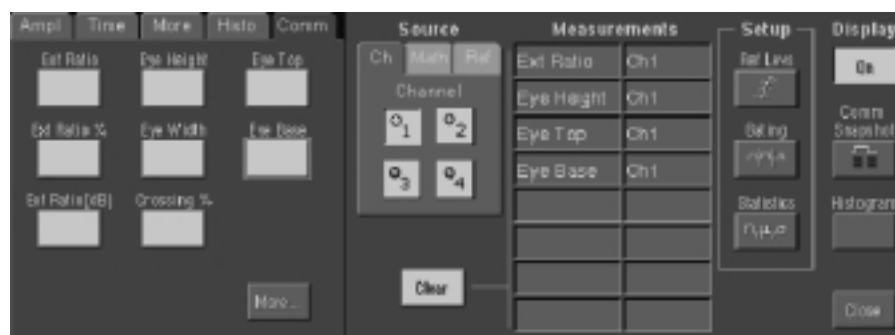 Ampl Time More Histo Comm
Ext Ratio Eye Height Eye Top
Ext Ratio % Eye Width Eye Base
Ext Ratio[dB] Crossing %
More...
Source
Ch Math Ref
Channel
1 2
3 4
Clear
Measurements
Ext Ratio Ch1
Eye Height Ch1
Eye Top Ch1
Eye Base Ch1
Setup
Ref Levs
Gating
Statistics
n,μ,σ
Display
On
Comm
Snapshot
Histogram
Close